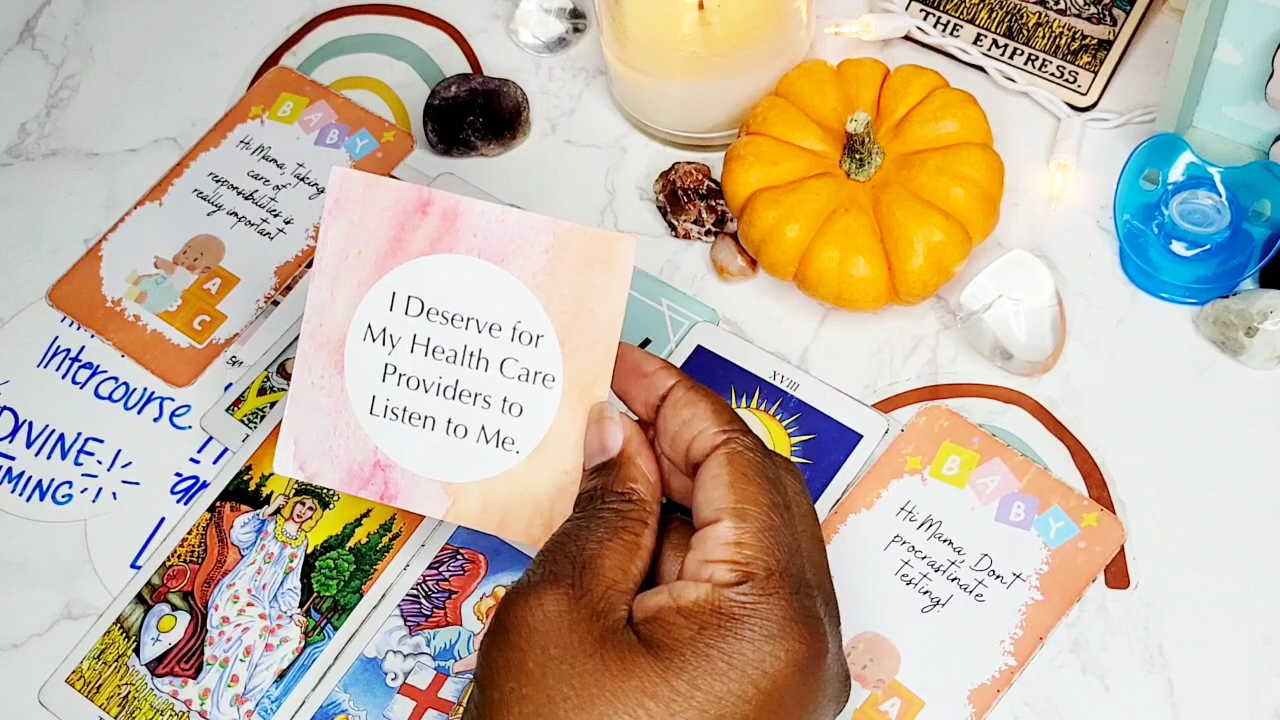 THE EMPRESS.
BABY
Hi Mama, Taking
care of
responsibilities is
really important
A
C
I Deserve for
My Health Care
Providers to
Listen to Me.
Intercourse.
DIVINE
XVIII
BABY
Hi Mama, Don't
procrastinate
Testing!
A